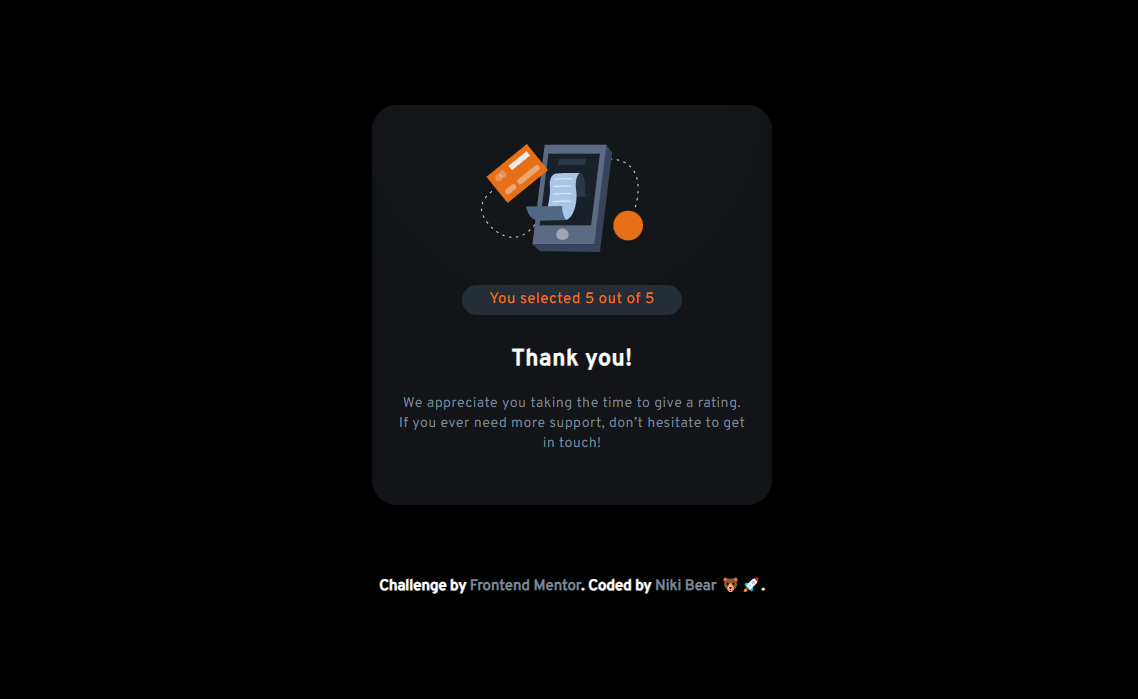 You selected 5 out of 5
Thank you!
We appreciate you taking the time to give a rating.
If you ever need more support, don’t hesitate to get
in touch!
Challenge by Frontend Mentor. Coded by Niki Bear 🐻 🚀.